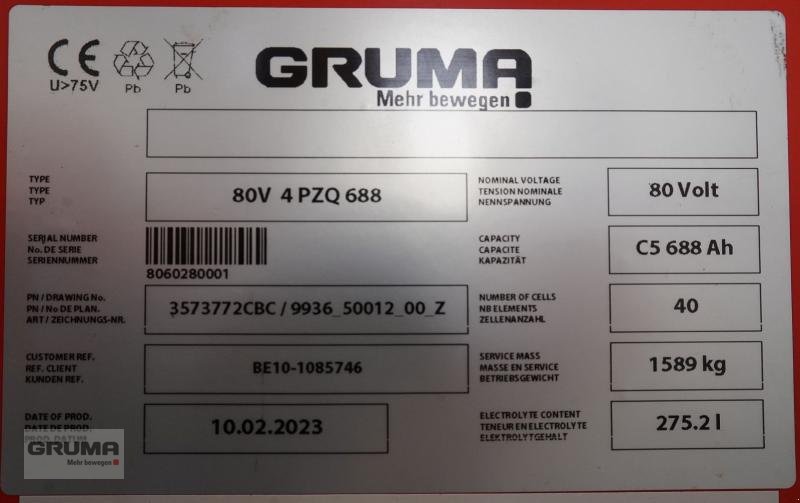 CE
U>75V
Pb
Pb
GRUMA
Mehr bewegen
TYPE
TYPE
TYP
80V 4 PZQ 688
NOMINAL VOLTAGE
TENSION NOMINALE
NENNSPANNUNG
80 Volt
SERIAL NUMBER
No. DE SERIE
SERIENNUMMER
8060280001
CAPACITY
CAPACITE
KAPAZITÄT
C5 688 Ah
PN / DRAWING No.
PN / No DE PLAN.
ART / ZEICHNUNGS-NR.
3573772CBC / 9936_50012_00_Z
NUMBER OF CELLS
NB ELEMENTS
ZELLENANZAHL
40
CUSTOMER REF.
REF. CLIENT
KUNDEN REF.
BE10-1085746
SERVICE MASS
MASSE EN SERVICE
BETRIEBSGEWICHT
1589 kg
DATE OF PROD.
DATE DE PROD.
PROD. DATUM
10.02.2023
ELECTROLYTE CONTENT
TENEUR EN ELECTROLYTE
ELEKTROLYTGEHALT
275.2 l
GRUMA
Mehr bewegen